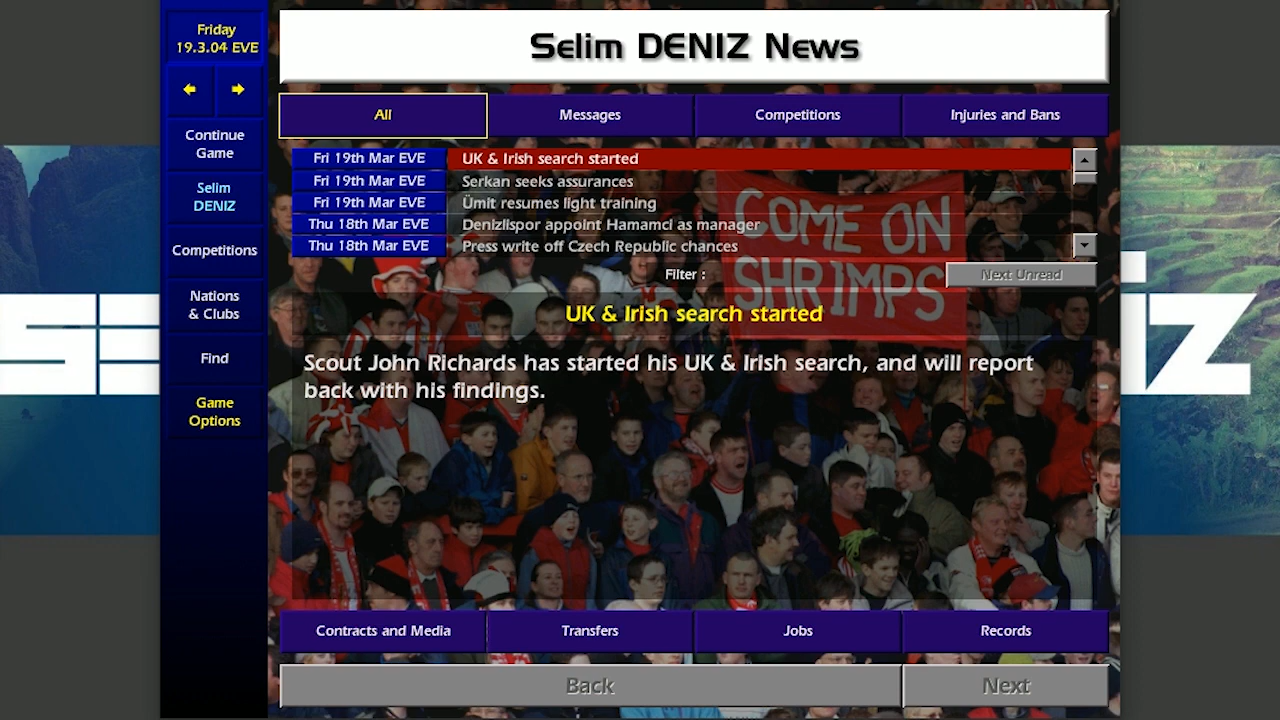 Friday
19.3.04 EVE
Continue
Game
Selim
DENIZ
Competitions
Nations
& Clubs
Find
Game
Options
Selim DENIZ News
All
Messages
Competitions
Injuries and Bans
Fri 19th Mar EVE UK & Irish search started
Fri 19th Mar EVE Serkan seeks assurances
Fri 19th Mar EVE Ümit resumes light training
Thu 18th Mar EVE Denizlispor appoint Hamamci as manager
Thu 18th Mar EVE Press write off Czech Republic chances
COME ON
SHRIMPS
Filter :
Next Unread
UK & Irish search started
Scout John Richards has started his UK & Irish search, and will report
back with his findings.
Contracts and Media
Transfers
Jobs
Records
Back
Next